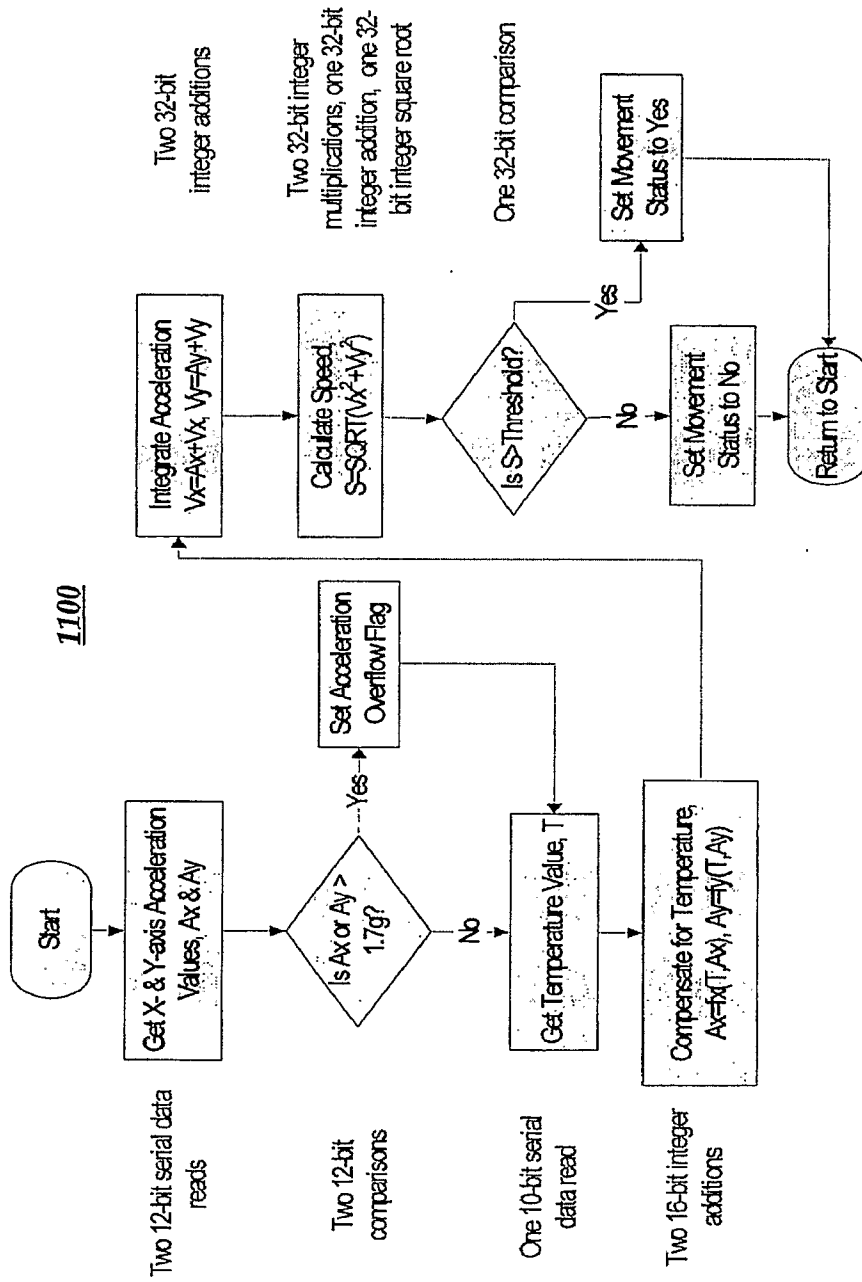 1100
Start
Two 12-bit serial data
reads
Get X- & Y-axis Acceleration
Values, Ax & Ay
Two 12-bit
comparisons
Is Ax or Ay >
1.7g?
Yes
Set Acceleration
Overflow Flag
No
One 10-bit serial
data read
Get Temperature Value, T
Two 16-bit integer
additions
Compensate for Temperature,
Ax=fx(T,Ax), Ay=fy(T,Ay)
Integrate Acceleration
Vx=Ax+Vx, Vy=Ay+Vy
Two 32-bit
integer additions
Calculate Speed,
S=SQRT(Vx²+Vy²)
Two 32-bit integer
multiplications, one 32-bit
integer addition, one 32-
bit integer square root
Is S>Threshold?
One 32-bit comparison
Yes
Set Movement
Status to Yes
No
Set Movement
Status to No
Return to Start